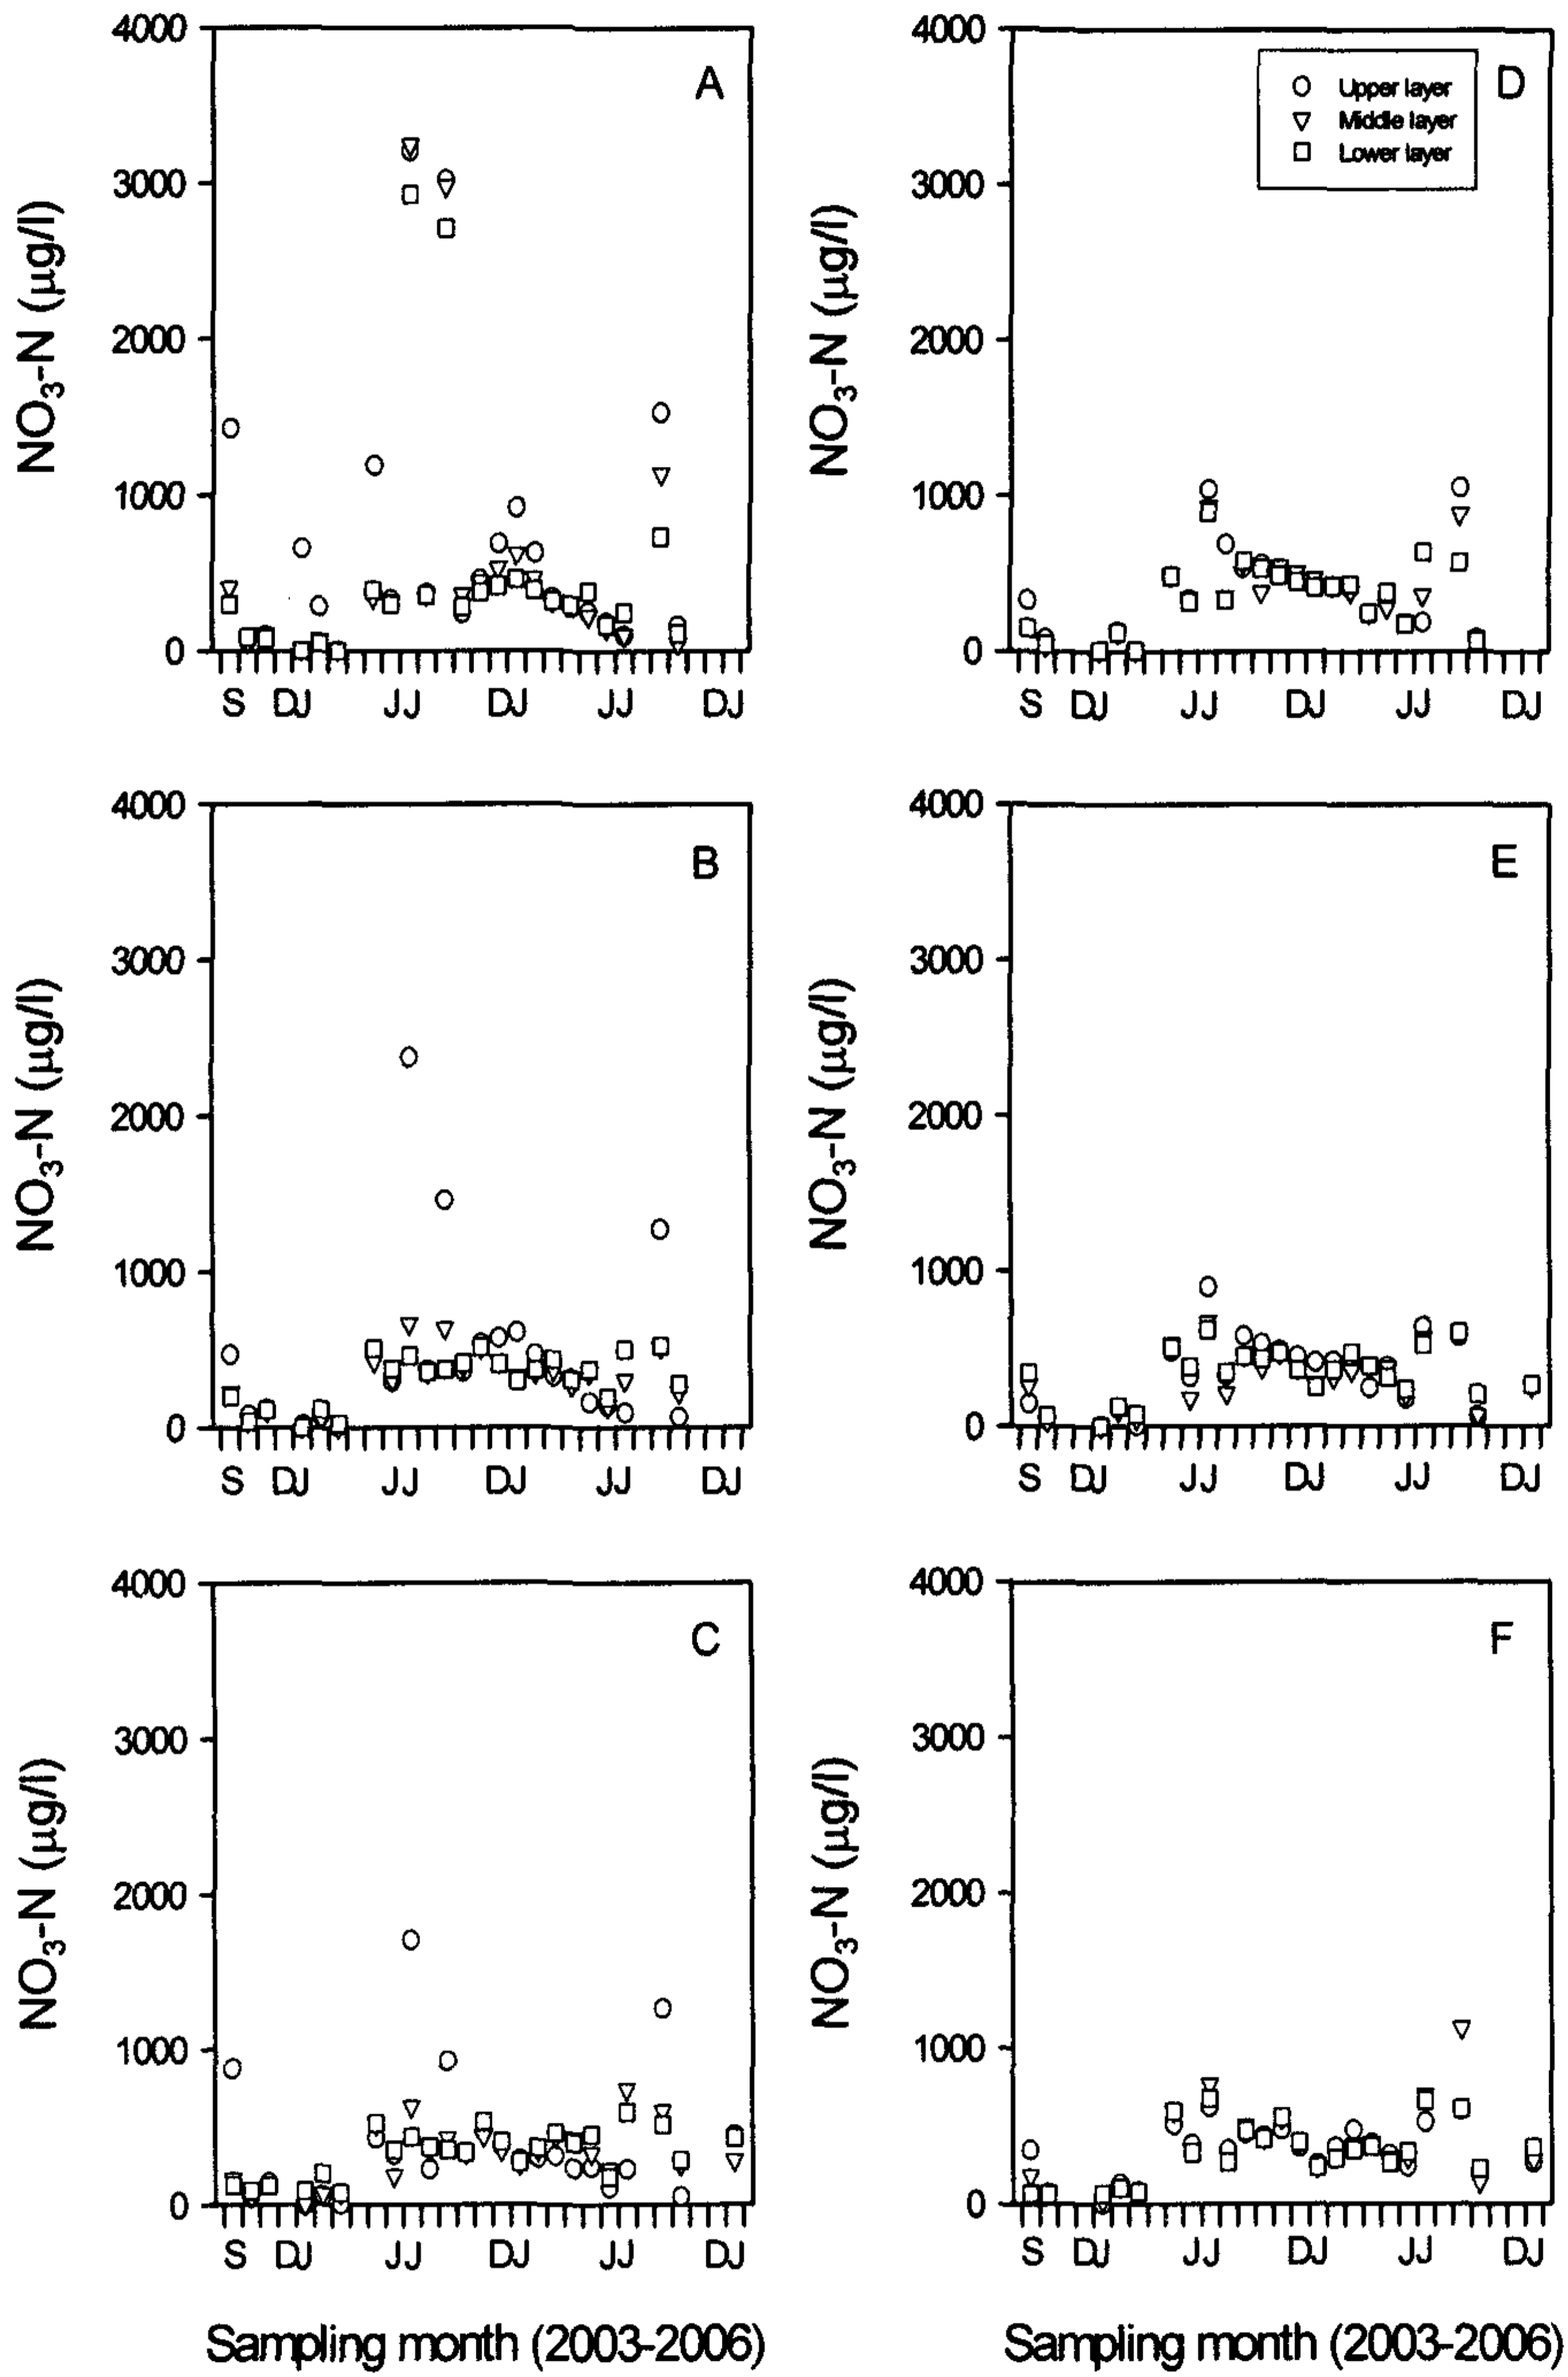 4000
3000
2000
1000
0
NO3-N (µg/l)
A
S DJ JJ DJ JJ DJ
4000
3000
2000
1000
0
NO3-N (µg/l)
D
Upper layer
Middle layer
Lower layer
S DJ JJ DJ JJ DJ
4000
3000
2000
1000
0
NO3-N (µg/l)
B
S DJ JJ DJ JJ DJ
4000
3000
2000
1000
0
NO3-N (µg/l)
E
S DJ JJ DJ JJ DJ
4000
3000
2000
1000
0
NO3-N (µg/l)
C
S DJ JJ DJ JJ DJ
Sampling month (2003-2006)
4000
3000
2000
1000
0
NO3-N (µg/l)
F
S DJ JJ DJ JJ DJ
Sampling month (2003-2006)